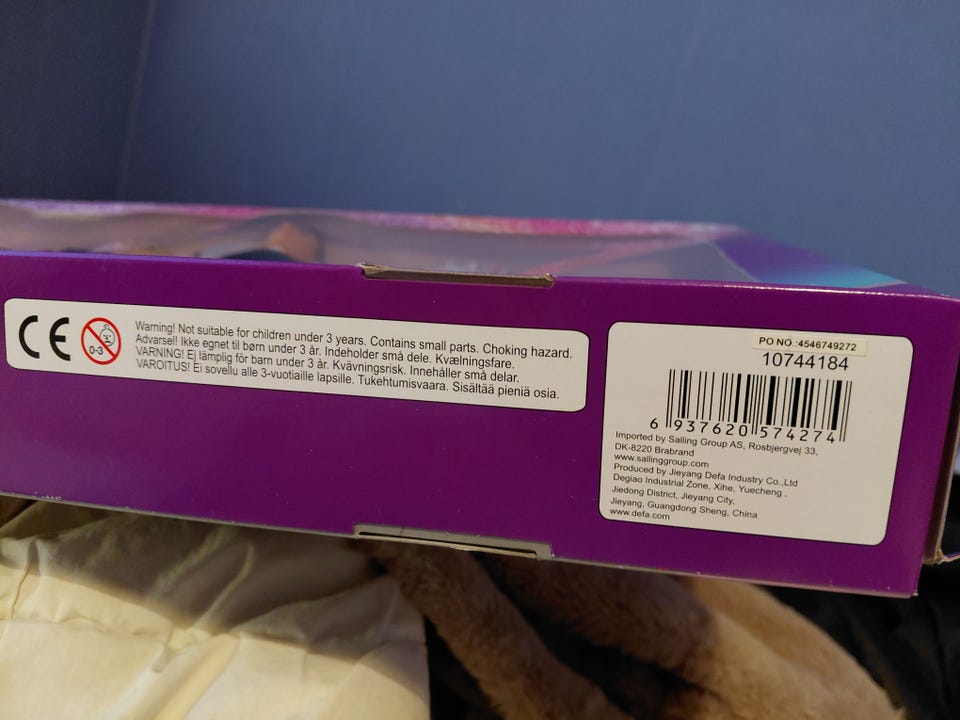 CE
0-3
Warning! Not suitable for children under 3 years. Contains small parts. Choking hazard.
Advarsel! Ikke egnet til børn under 3 år. Indeholder små dele. Kvælningsfare.
VARNING! Ej lämplig för barn under 3 år. Kvävningsrisk. Innehåller små delar.
VAROITUS! Ei sovellu alle 3-vuotiaille lapsille. Tukehtumisvaara. Sisältää pieniä osia.
PO NO.:4546749272
10744184
6 937620 574274
Imported by Salling Group AS, Rosbjergvej 33,
DK-8220 Brabrand
www.sallinggroup.com
Produced by Jieyang Defa Industry Co.,Ltd
Degiao Industrial Zone, Xihe, Yuecheng ,
Jiedong District, Jieyang City,
Jieyang, Guangdong Sheng, China
www.defa.com